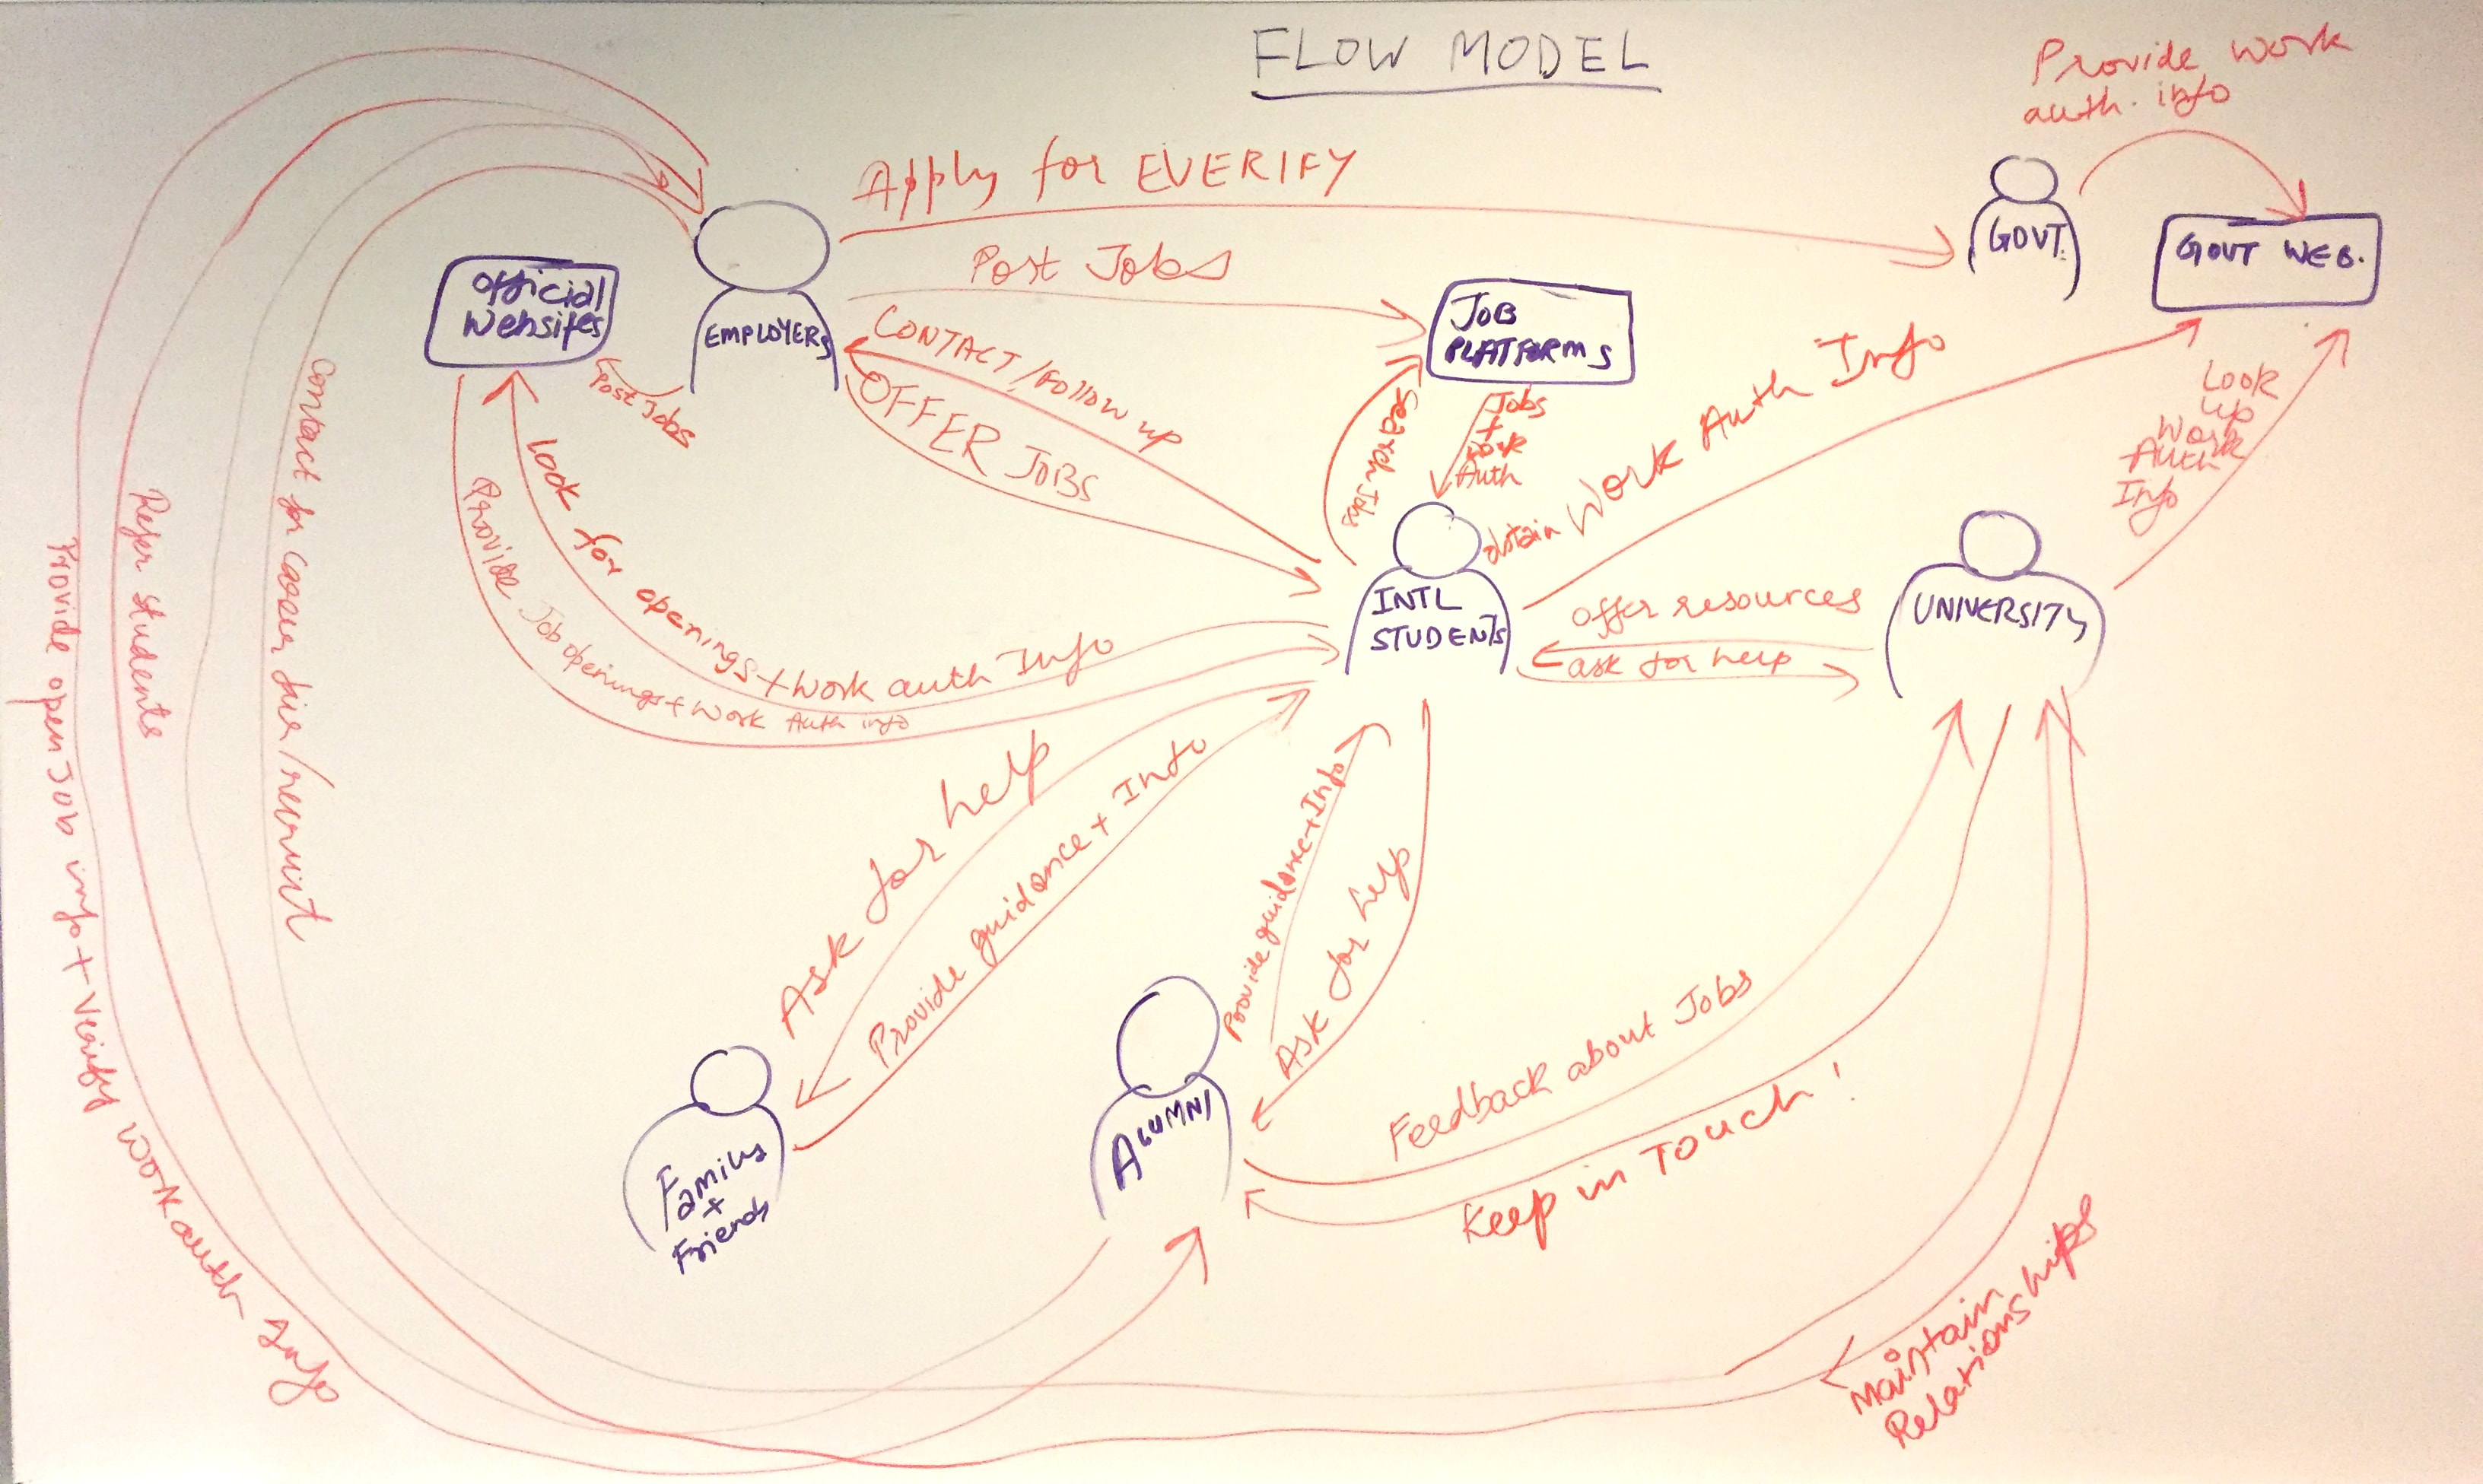 FLOW MODEL
Provide work
auth. info
Apply for EVERIFY
GOVT.
GOVT WEB.
Post Jobs
Official
Websites
EMPLOYERS
JOB
PLATFORMS
CONTACT/FOLLOW UP
OFFER JOBS
Post Jobs
Search Jobs
Jobs
+
Work
Auth
obtain Work Auth Info
Look
up
Work
Auth
Info
Look for openings + Work auth Info
Provide Job openings + Work Auth info
INTL
STUDENTS
offer resources
ask for help
UNIVERSITY
Contact for career fair/recruit
Refer students
Provide open Job info + Verify Work auth Info
Ask for help
Provide guidance + Info
Provide guidance + Info
Ask for help
Family
+
Friends
ALUMNI
Feedback about Jobs
Keep in Touch!
Maintain
Relationships